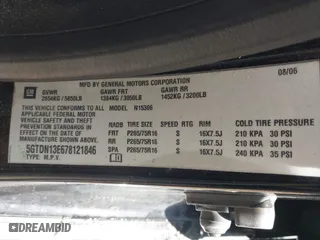 MFD BY GENERAL MOTORS CORPORATION
08/06
GM GVWR GAWR FRT GAWR RR
2654KG / 5850LB 1384KG / 3050LB 1452KG / 3200LB
THIS VEHICLE CONFORMS TO ALL APPLICABLE U.S. FEDERAL MOTOR VEHICLE SAFETY AND THEFT PREVENTION STANDARDS IN EFFECT ON THE DATE OF MANUFACTURE SHOWN ABOVE.
5GTDN13E678121846
TYPE: M.P.V.
MODEL: N15306
RADB TIRE SIZE SPEED RTG RIM COLD TIRE PRESSURE
FRT P265/75R16 S 16X7.5J 210 KPA 30 PSI
RR P265/75R16 S 16X7.5J 210 KPA 30 PSI
SPA P265/75R16 S 16X7.5J 240 KPA 35 PSI
DRIVEBID.COM